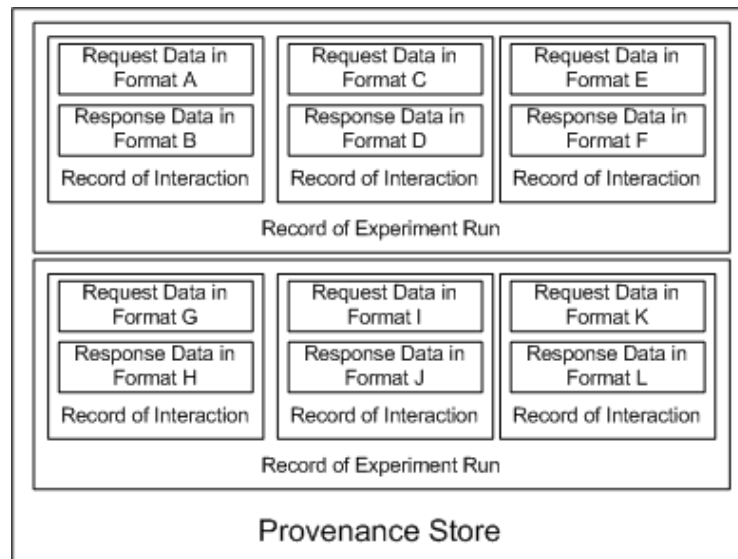 Request Data in
Format A
Response Data in
Format B
Record of Interaction
Request Data in
Format C
Response Data in
Format D
Record of Interaction
Request Data in
Format E
Response Data in
Format F
Record of Interaction
Record of Experiment Run
Request Data in
Format G
Response Data in
Format H
Record of Interaction
Request Data in
Format I
Response Data in
Format J
Record of Interaction
Request Data in
Format K
Response Data in
Format L
Record of Interaction
Record of Experiment Run
Provenance Store